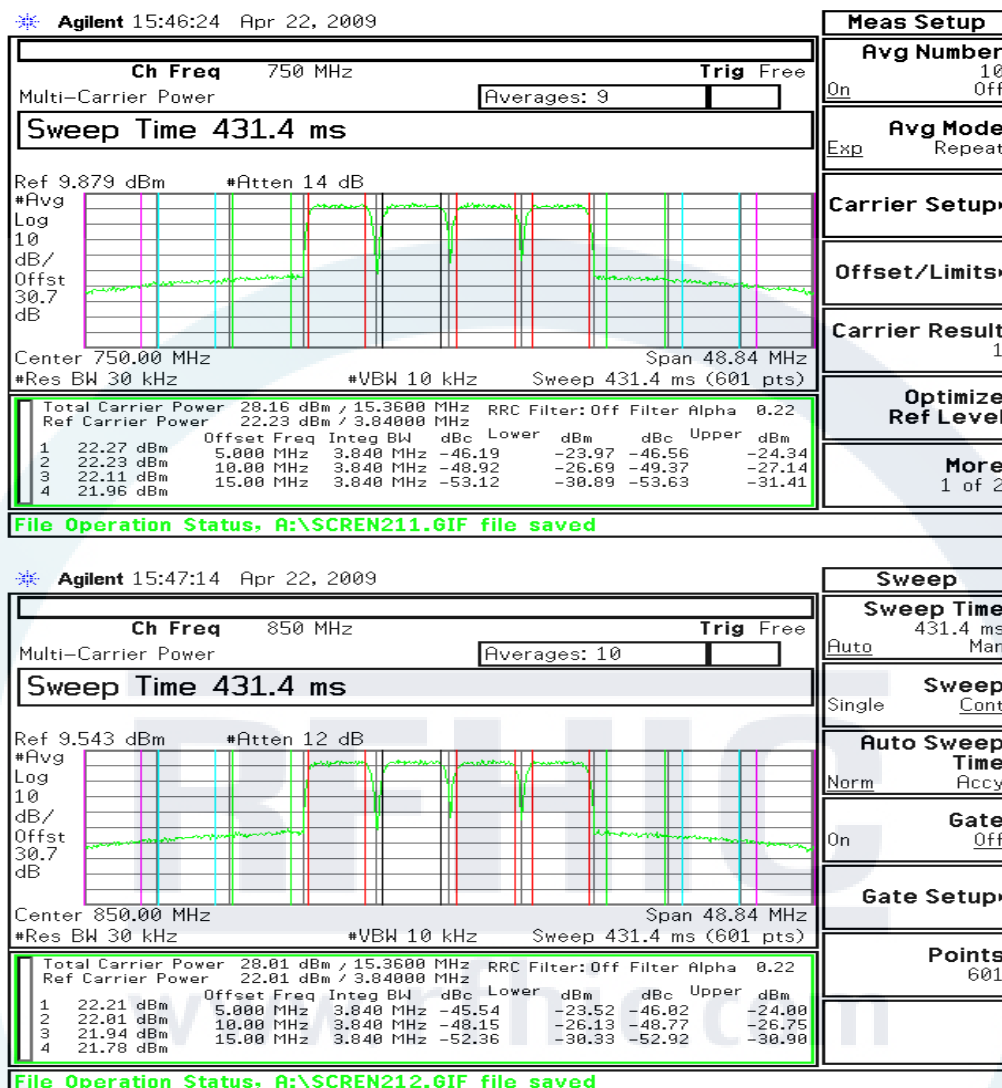 Agilent 15:46:24 Apr 22, 2009
Meas Setup
Ch Freq 750 MHz Trig Free
Multi-Carrier Power Averages: 9
Sweep Time 431.4 ms
Avg Number
10
On Off
Avg Mode
Exp Repeat
Carrier Setup
Offset/Limits
Carrier Result
1
Optimize
Ref Level
More
1 of 2
Ref 9.879 dBm #Atten 14 dB
#Avg
Log
10
dB/
Offst
30.7
dB
Center 750.00 MHz Span 48.84 MHz
#Res BW 30 kHz #VBW 10 kHz Sweep 431.4 ms (601 pts)
Total Carrier Power 28.16 dBm / 15.3600 MHz RRC Filter: Off Filter Alpha 0.22
Ref Carrier Power 22.23 dBm / 3.84000 MHz
Offset Freq Integ BW dBc Lower dBm dBc Upper dBm
1 22.27 dBm 5.000 MHz 3.840 MHz -46.19 -23.97 -46.56 -24.34
2 22.23 dBm 10.00 MHz 3.840 MHz -48.92 -26.69 -49.37 -27.14
3 22.11 dBm 15.00 MHz 3.840 MHz -53.12 -30.89 -53.63 -31.41
4 21.96 dBm
File Operation Status, A:\SCREN211.GIF file saved
Agilent 15:47:14 Apr 22, 2009
Sweep
Ch Freq 850 MHz Trig Free
Multi-Carrier Power Averages: 10
Sweep Time 431.4 ms
Sweep Time
431.4 ms
Auto Man
Sweep
Single Cont
Auto Sweep
Time
Norm Accy
Gate
On Off
Gate Setup
Points
601
Ref 9.543 dBm #Atten 12 dB
#Avg
Log
10
dB/
Offst
30.7
dB
Center 850.00 MHz Span 48.84 MHz
#Res BW 30 kHz #VBW 10 kHz Sweep 431.4 ms (601 pts)
Total Carrier Power 28.01 dBm / 15.3600 MHz RRC Filter: Off Filter Alpha 0.22
Ref Carrier Power 22.01 dBm / 3.84000 MHz
Offset Freq Integ BW dBc Lower dBm dBc Upper dBm
1 22.21 dBm 5.000 MHz 3.840 MHz -45.54 -23.52 -46.02 -24.00
2 22.01 dBm 10.00 MHz 3.840 MHz -48.15 -26.13 -48.77 -26.75
3 21.94 dBm 15.00 MHz 3.840 MHz -52.36 -30.33 -52.92 -30.90
4 21.78 dBm
File Operation Status, A:\SCREN212.GIF file saved
RFHIC
www.rfhic.com